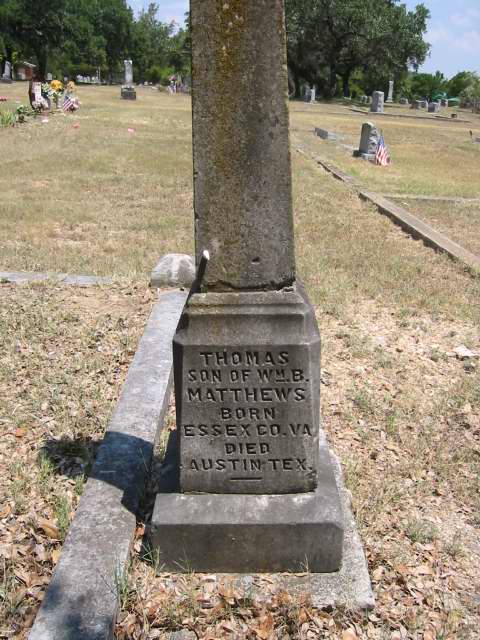 THOMAS
SON OF WM. B.
MATTHEWS
BORN
ESSEX CO. VA
DIED
AUSTIN TEX.